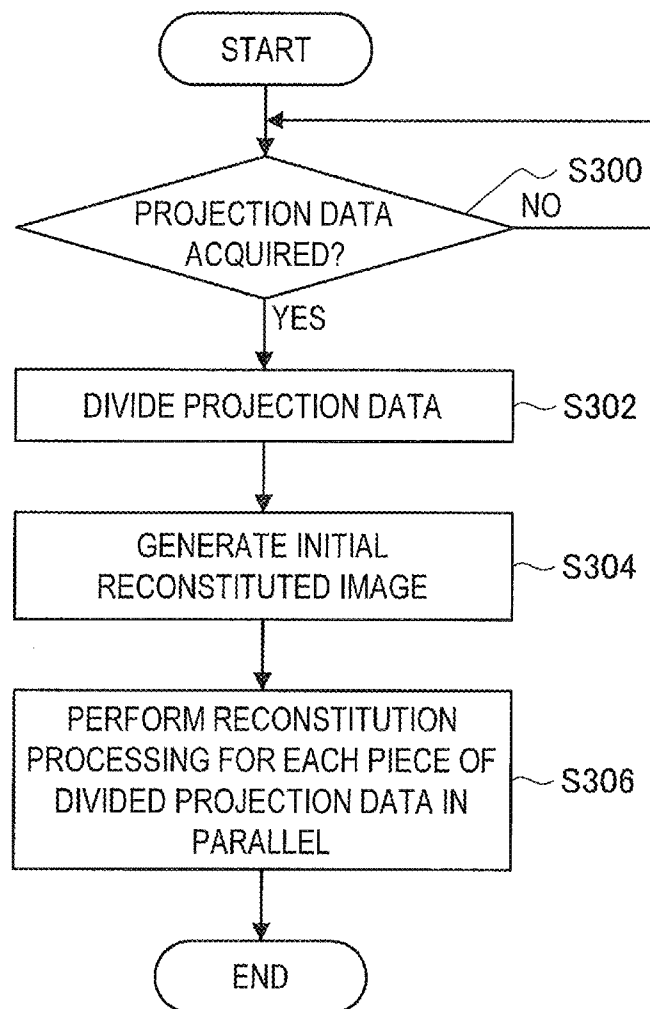 START
S300
PROJECTION DATA
ACQUIRED?
NO
YES
DIVIDE PROJECTION DATA
S302
GENERATE INITIAL
RECONSTITUTED IMAGE
S304
PERFORM RECONSTITUTION
PROCESSING FOR EACH PIECE OF
DIVIDED PROJECTION DATA IN
PARALLEL
S306
END